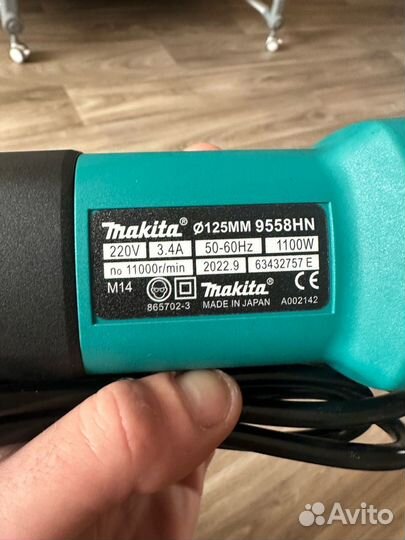 makita® Ø125MM 9558HN
220V 3.4A 50-60Hz 1100W
no 11000r/min 2022.9 63432757 E
M14 makita®
865702-3 MADE IN JAPAN A002142
Avito